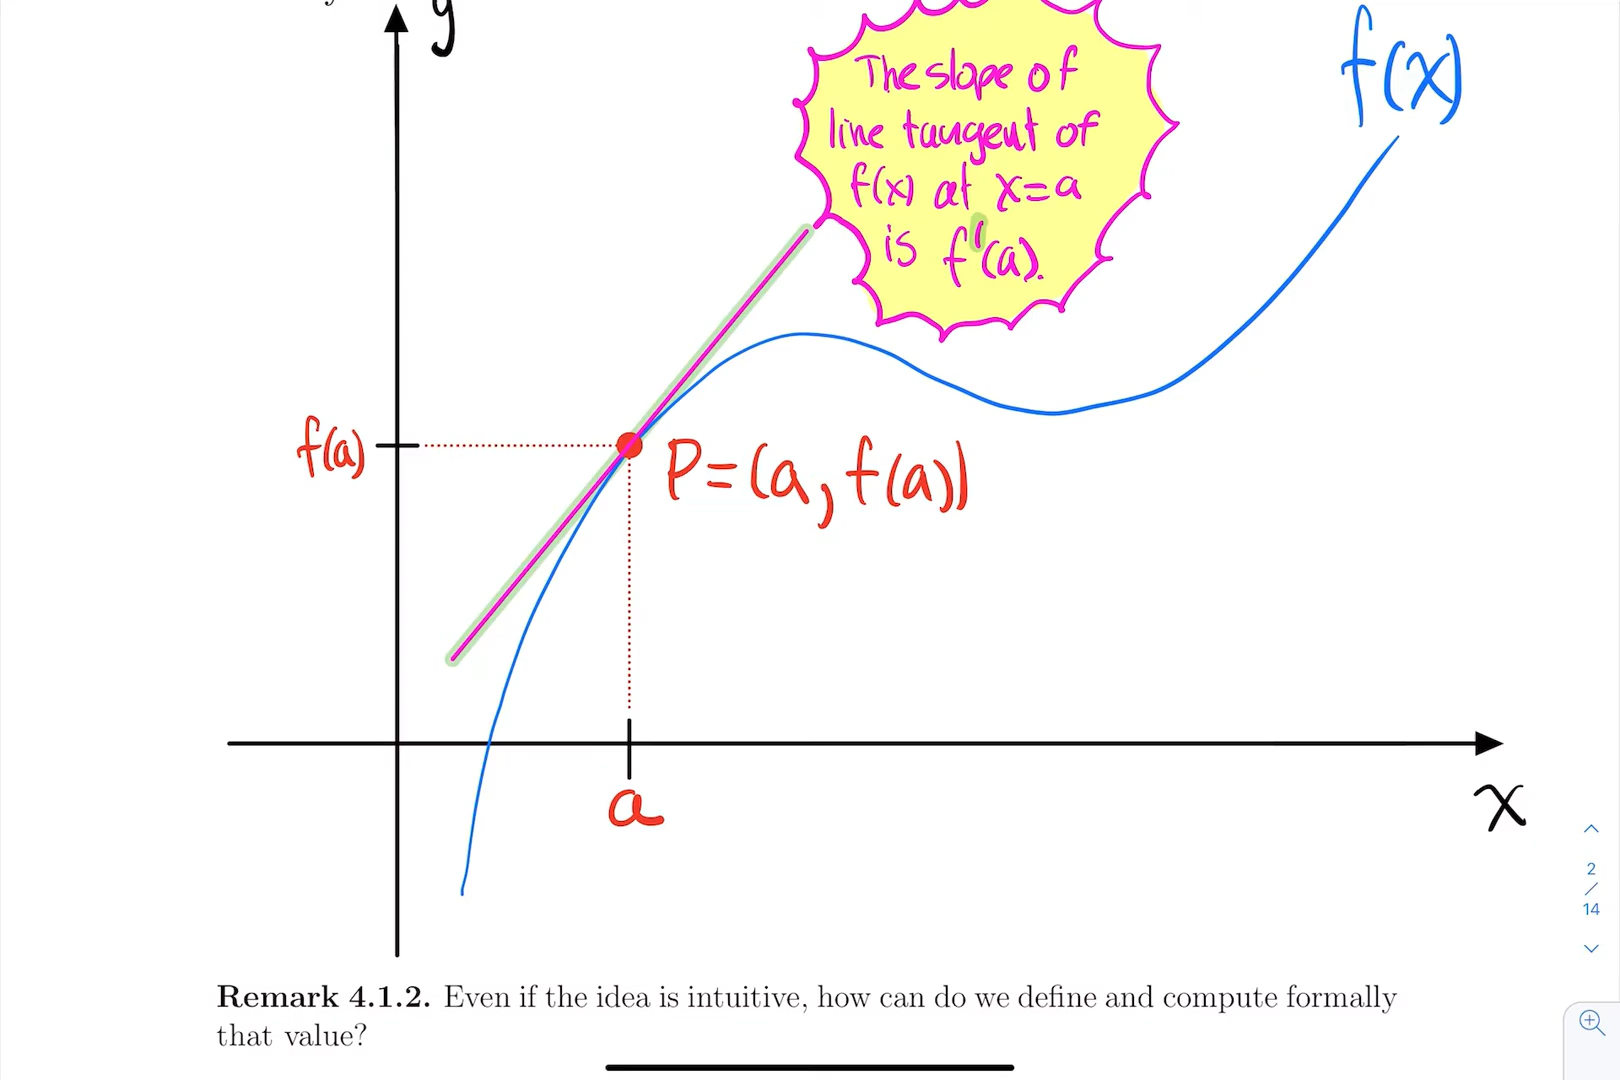 y
f(x)
The slope of
line tangent of
f(x) at x=a
is f'(a).
f(a)
P=(a, f(a))
a
x
2
/
14
Remark 4.1.2. Even if the idea is intuitive, how can do we define and compute formally
that value?